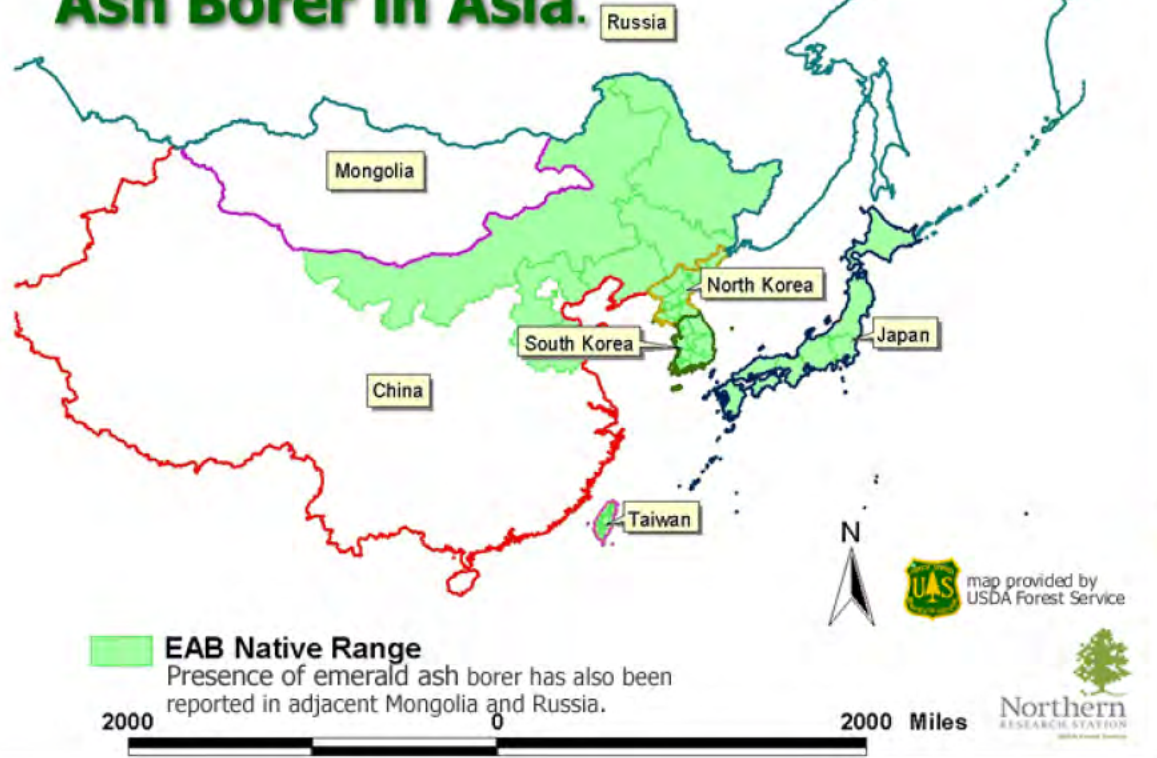 Ash Borer in Asia.
Russia
Mongolia
North Korea
South Korea
Japan
China
Taiwan
N
UAS
map provided by
USDA Forest Service
EAB Native Range
Presence of emerald ash borer has also been
reported in adjacent Mongolia and Russia.
2000 0 2000 Miles
Northern
RESEARCH STATION